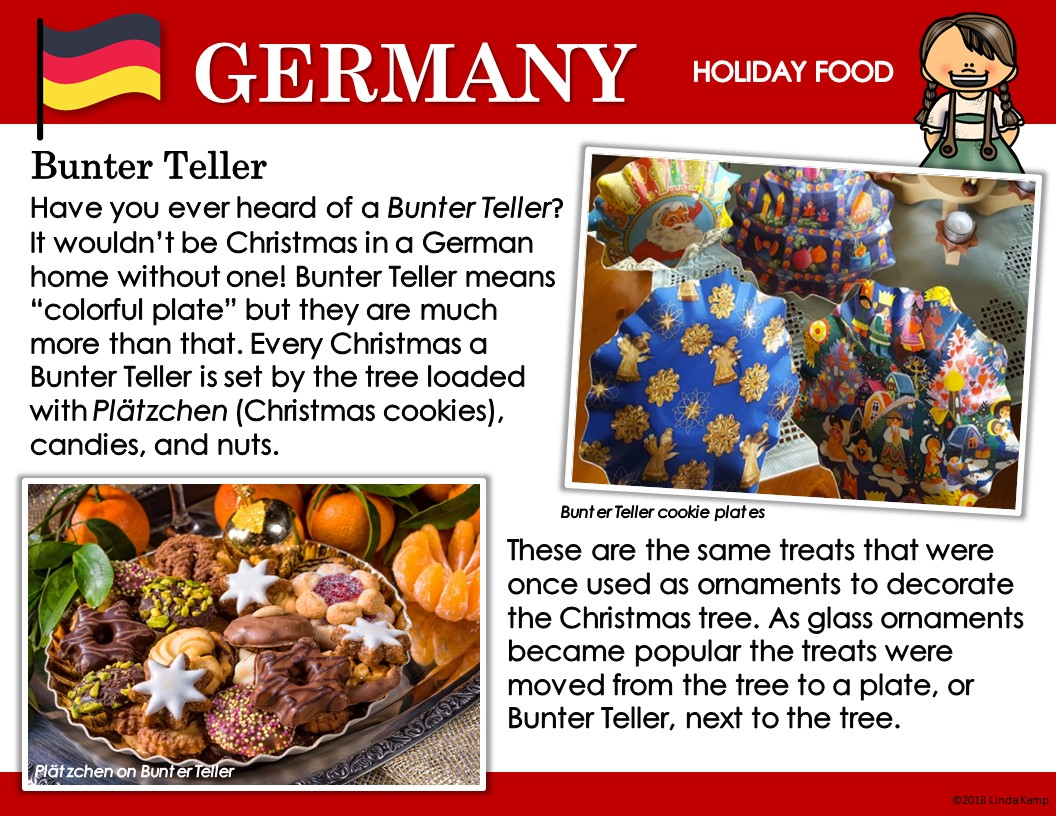 GERMANY
HOLIDAY FOOD
Bunter Teller
Have you ever heard of a Bunter Teller?
It wouldn’t be Christmas in a German
home without one! Bunter Teller means
“colorful plate” but they are much
more than that. Every Christmas a
Bunter Teller is set by the tree loaded
with Plätzchen (Christmas cookies),
candies, and nuts.
Bunter Teller cookie plates
These are the same treats that were
once used as ornaments to decorate
the Christmas tree. As glass ornaments
became popular the treats were
moved from the tree to a plate, or
Bunter Teller, next to the tree.
Plätzchen on Bunter Teller
©2018 Linda Kamp